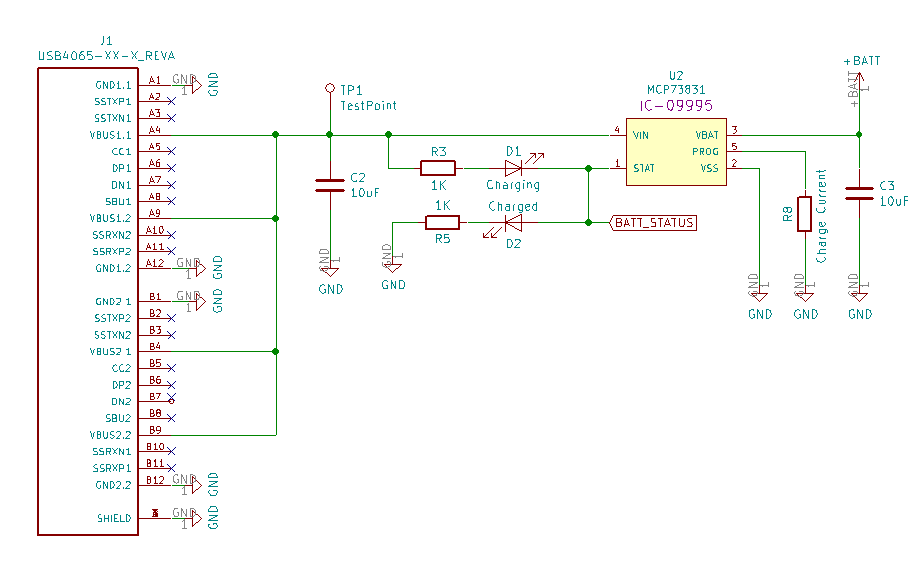 J1
USB4065-XX-X_REVA
GND1.1 A1 GND 1 GND
SSTXP1 A2
SSTXN1 A3
VBUS1.1 A4
CC1 A5
DP1 A6
DN1 A7
SBU1 A8
VBUS1.2 A9
SSRXN2 A10
SSRXP2 A11
GND1.2 A12 GND 1 GND
GND2.1 B1 GND 1 GND
SSTXP2 B2
SSTXN2 B3
VBUS2.1 B4
CC2 B5
DP2 B6
DN2 B7
SBU2 B8
VBUS2.2 B9
SSRXN1 B10
SSRXP1 B11
GND2.2 B12 GND 1 GND
SHIELD GND 1 GND
TP1
TestPoint
C2
10uF
GND 1
GND
R3
1K
D1
Charging
1K
R5
Charged
D2
GND 1
GND
BATT_STATUS
U2
MCP73831
IC-09995
4 VIN
1 STAT
VBAT 3
PROG 5
VSS 2
GND 1
GND
R8
Charge Current
GND 1
GND
+BATT
+BATT 1
C3
10uF
GND 1
GND